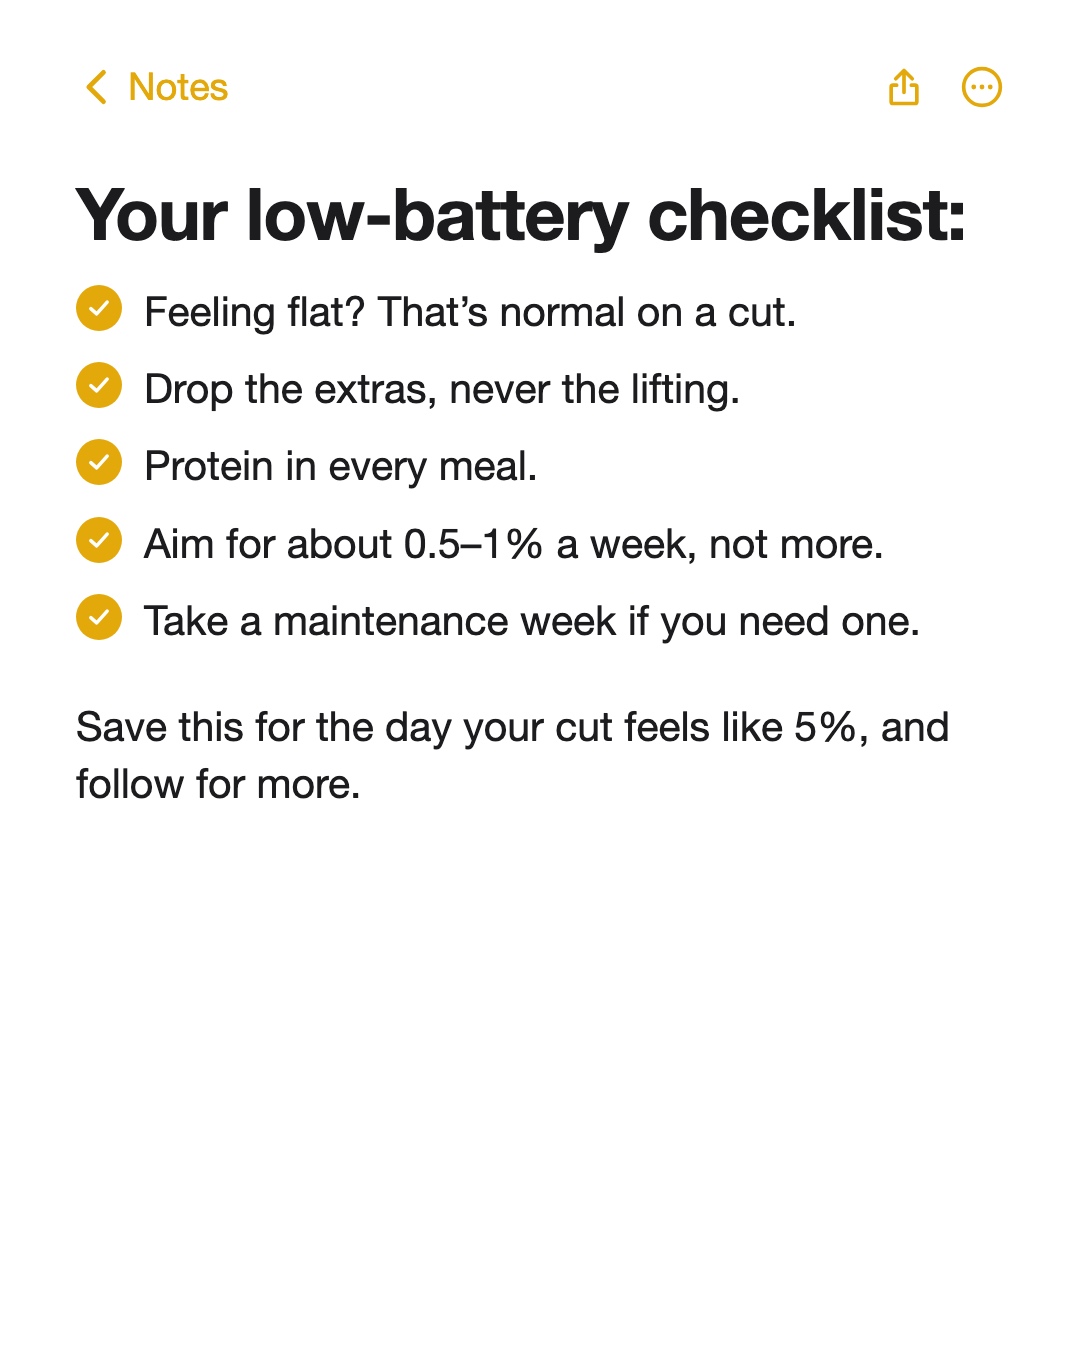 Notes
Your low-battery checklist:
Feeling flat? That’s normal on a cut.
Drop the extras, never the lifting.
Protein in every meal.
Aim for about 0.5–1% a week, not more.
Take a maintenance week if you need one.
Save this for the day your cut feels like 5%, and
follow for more.